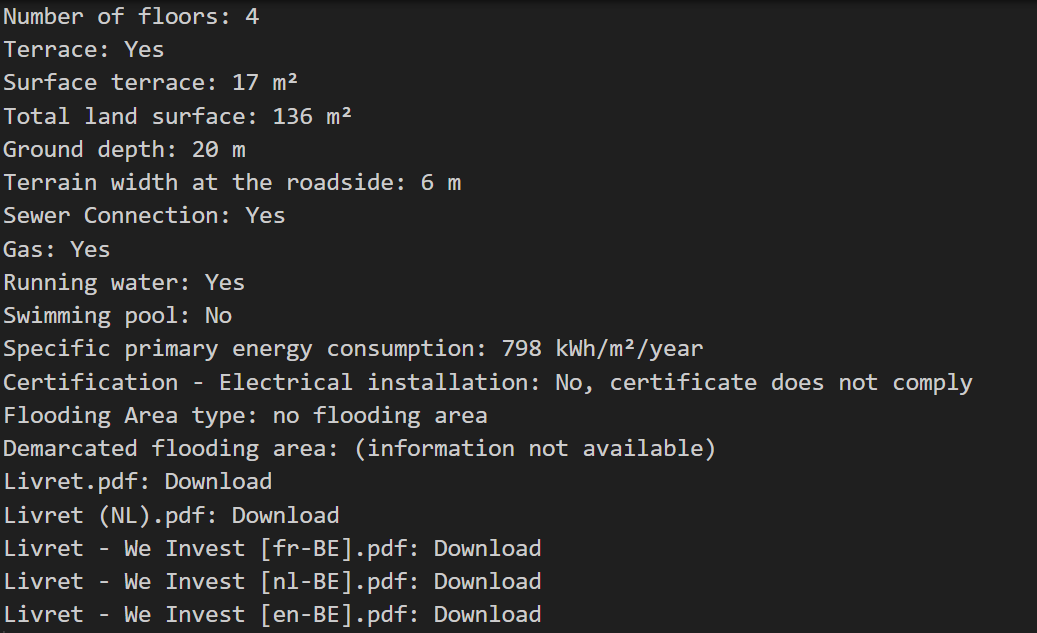 Number of floors: 4
Terrace: Yes
Surface terrace: 17 m²
Total land surface: 136 m²
Ground depth: 20 m
Terrain width at the roadside: 6 m
Sewer Connection: Yes
Gas: Yes
Running water: Yes
Swimming pool: No
Specific primary energy consumption: 798 kWh/m²/year
Certification - Electrical installation: No, certificate does not comply
Flooding Area type: no flooding area
Demarcated flooding area: (information not available)
Livret.pdf: Download
Livret (NL).pdf: Download
Livret - We Invest [fr-BE].pdf: Download
Livret - We Invest [nl-BE].pdf: Download
Livret - We Invest [en-BE].pdf: Download